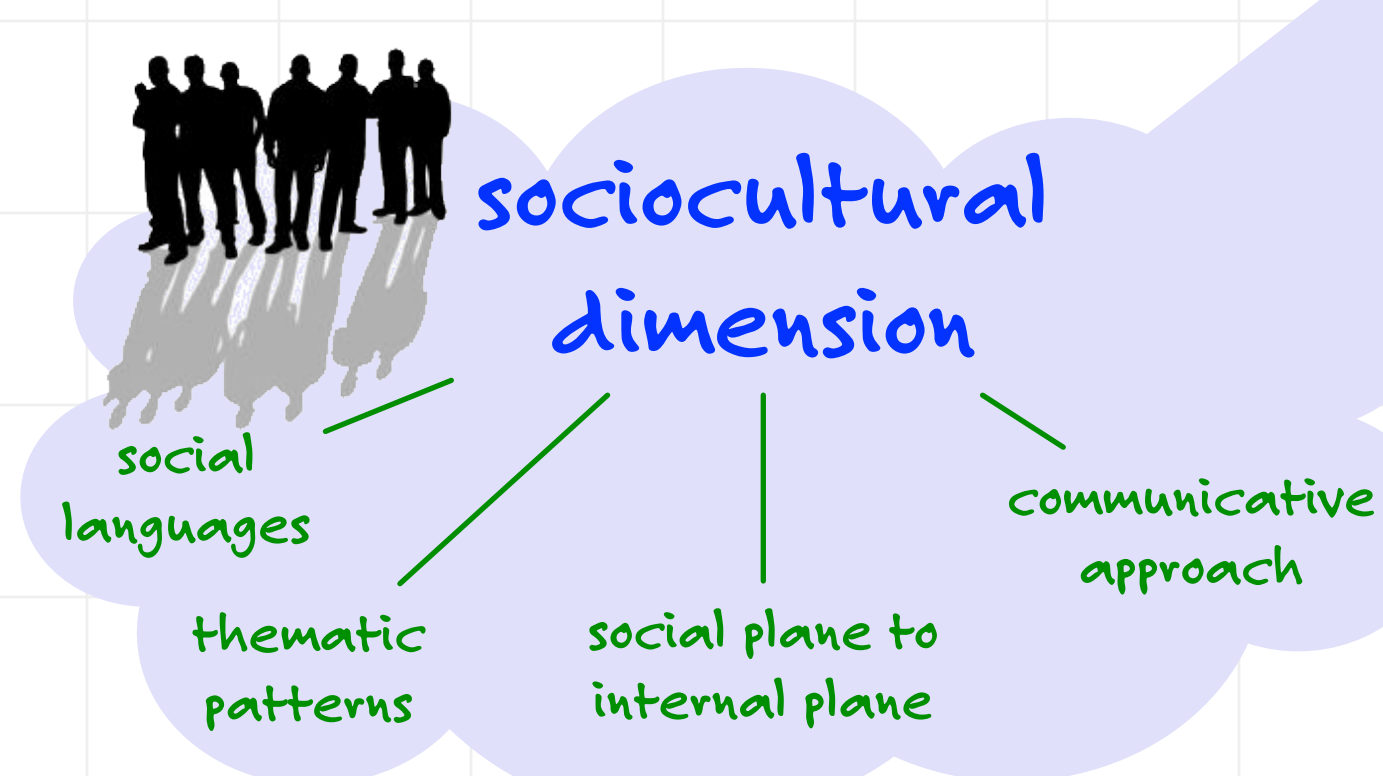 sociocultural
dimension
social
languages
thematic
patterns
social plane to
internal plane
communicative
approach